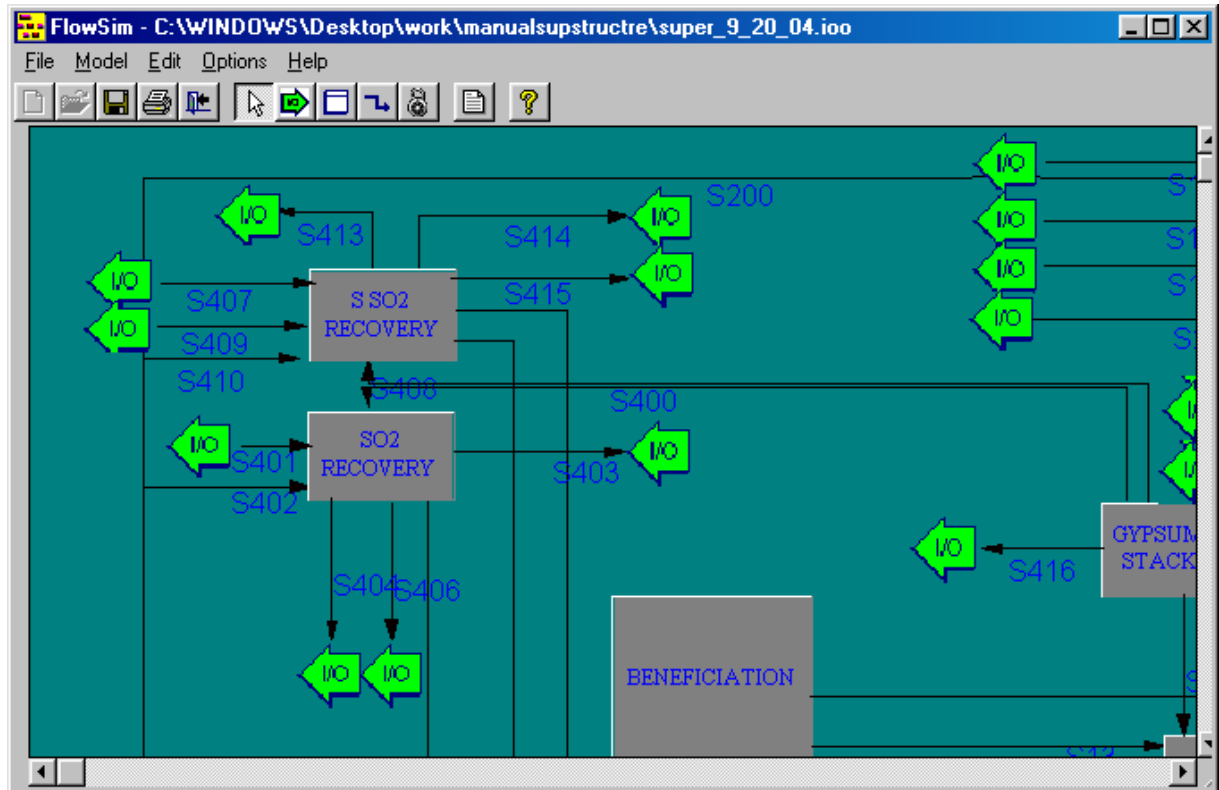 FlowSim - C:\WINDOWS\Desktop\work\manualsupstructre\super_9_20_04.ioo
File Model Edit Options Help
I/O
?
I/O
I/O
I/O
S200
S413
S414
I/O
I/O
I/O
I/O
S407
S SO2
RECOVERY
S415
I/O
I/O
S409
S410
S408
S400
I/O
SO2
RECOVERY
I/O
S401
S403
S402
GYPSUM
STACK
I/O
S416
S404
S406
I/O
I/O
BENEFICIATION